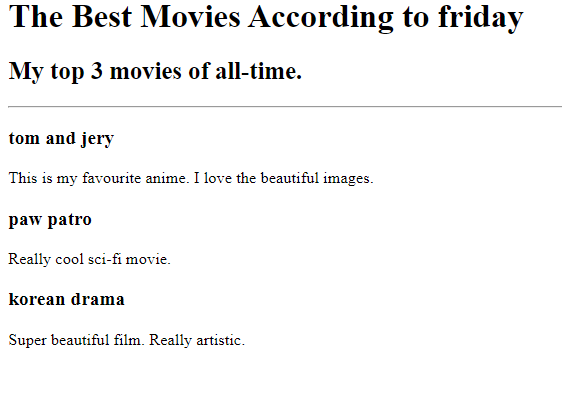 The Best Movies According to friday
My top 3 movies of all-time.
tom and jery
This is my favourite anime. I love the beautiful images.
paw patro
Really cool sci-fi movie.
korean drama
Super beautiful film. Really artistic.